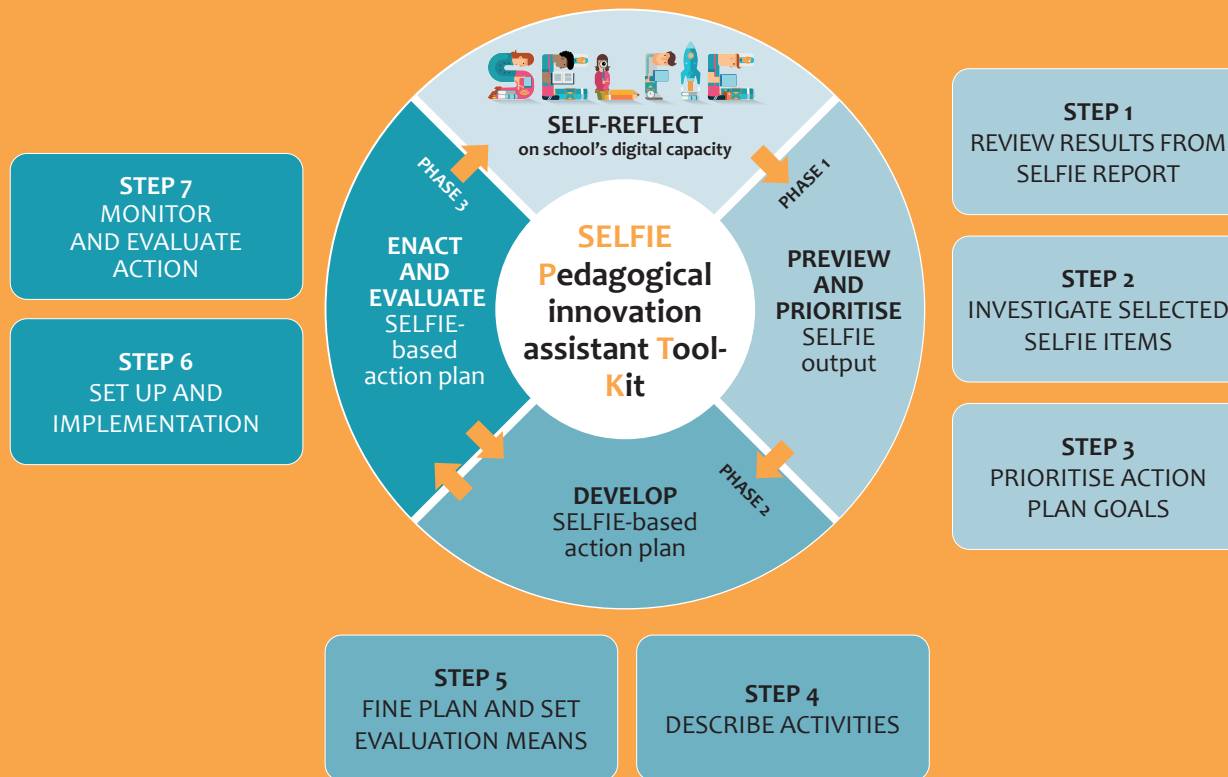 SELFIE
SELF-REFLECT
on school's digital capacity
PHASE 1
PREVIEW
AND
PRIORITISE
SELFIE
output
STEP 1
REVIEW RESULTS FROM
SELFIE REPORT
STEP 2
INVESTIGATE SELECTED
SELFIE ITEMS
STEP 3
PRIORITISE ACTION
PLAN GOALS
PHASE 2
DEVELOP
SELFIE-based
action plan
STEP 4
DESCRIBE ACTIVITIES
STEP 5
FINE PLAN AND SET
EVALUATION MEANS
PHASE 3
ENACT
AND
EVALUATE
SELFIE-
based
action plan
STEP 6
SET UP AND
IMPLEMENTATION
STEP 7
MONITOR
AND EVALUATE
ACTION
SELFIE
Pedagogical
innovation
assistant Tool-
Kit